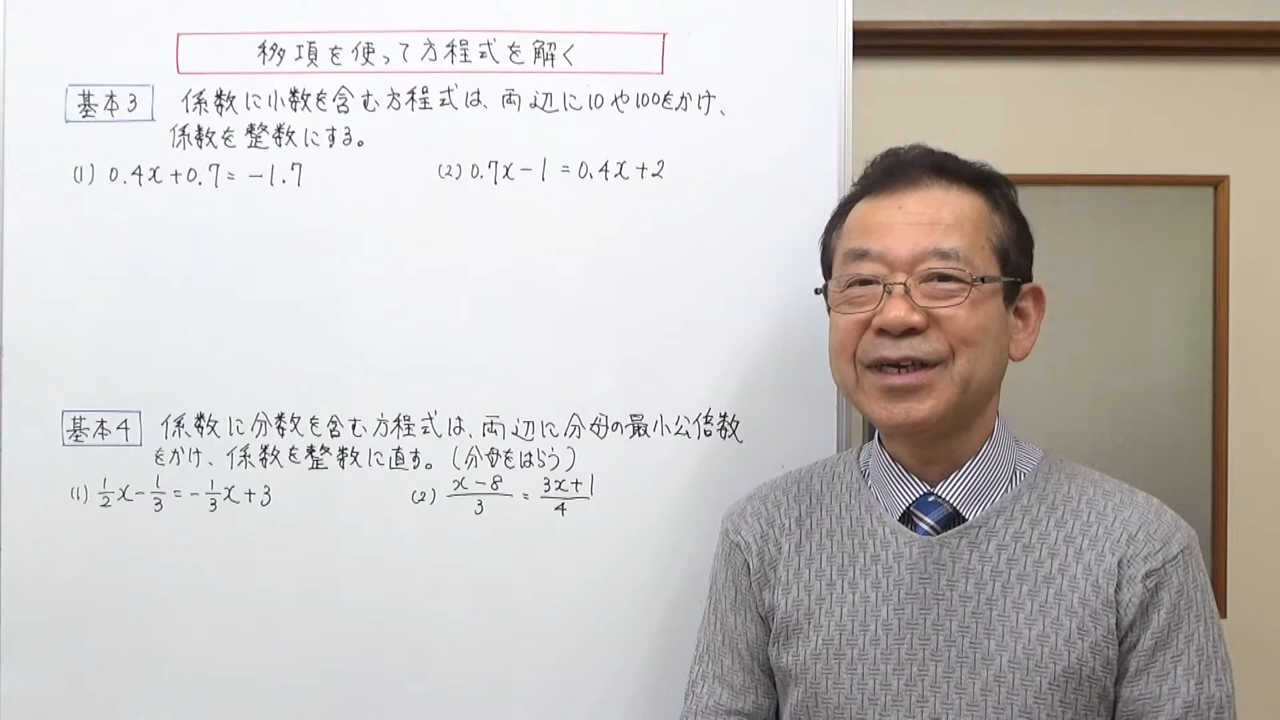 移項を使って方程式を解く
基本3 係数に小数を含む方程式は、両辺に10や100をかけ、
係数を整数にする。
(1) 0.4x+0.7=-1.7 (2) 0.7x-1=0.4x+2
基本4 係数に分数を含む方程式は、両辺に分母の最小公倍数
をかけ、係数を整数に直す。(分母をはらう)
(1) 1/2x-1/3=-1/3x+3 (2) x-8/3=3x+1/4